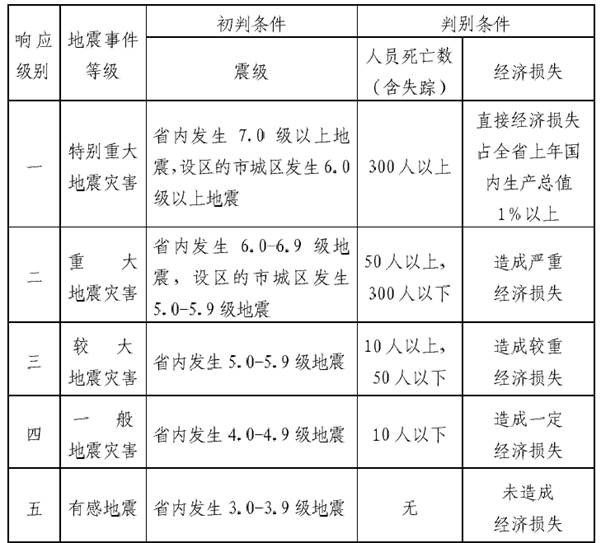 响应级别 地震事件等级 初判条件 判别条件
震级 人员死亡数（含失踪） 经济损失
一 特别重大地震灾害 省内发生 7.0 级以上地震,设区的市城区发生6.0级以上地震 300人以上 直接经济损失占全省上年国内生产总值1%以上
二 重大地震灾害 省内发生 6.0-6.9 级地震，设区的市城区发生5.0-5.9级地震 50人以上,300人以下 造成严重经济损失
三 较大地震灾害 省内发生5.0-5.9级地震 10人以上,50人以下 造成较重经济损失
四 一般地震灾害 省内发生4.0-4.9级地震 10人以下 造成一定经济损失
五 有感地震 省内发生3.0-3.9级地震 无 未造成经济损失